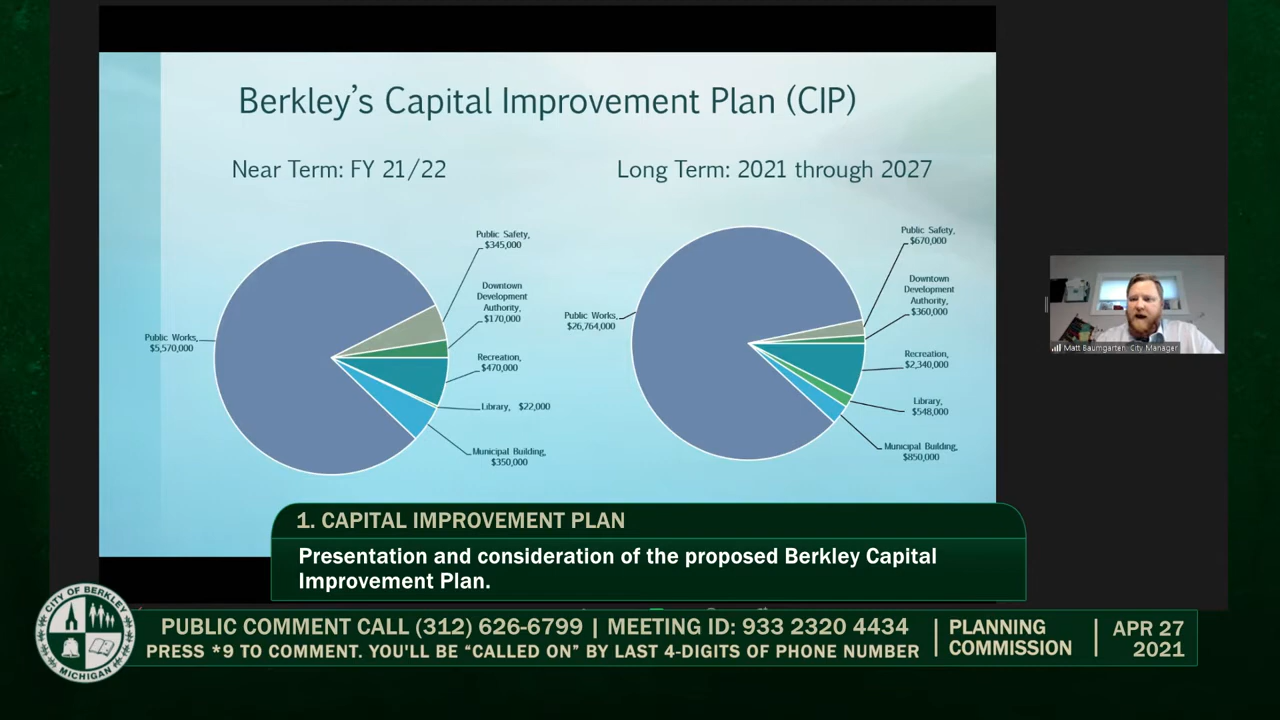 Berkley's Capital Improvement Plan (CIP)
Near Term: FY 21/22
Public Safety,
$345,000
Downtown
Development
Authority,
$170,000
Public Works,
$5,570,000
Recreation,
$470,000
Library, $22,000
Municipal Building,
$350,000
Long Term: 2021 through 2027
Public Safety,
$670,000
Downtown
Development
Authority,
$360,000
Public Works,
$26,764,000
Recreation,
$2,340,000
Library,
$548,000
Municipal Building,
$850,000
Matt Baumgarten: City Manager
1. CAPITAL IMPROVEMENT PLAN
Presentation and consideration of the proposed Berkley Capital
Improvement Plan.
CITY OF BERKLEY
MICHIGAN
PUBLIC COMMENT CALL (312) 626-6799 | MEETING ID: 933 2320 4434
PRESS *9 TO COMMENT. YOU'LL BE “CALLED ON” BY LAST 4-DIGITS OF PHONE NUMBER
PLANNING
COMMISSION
APR 27
2021